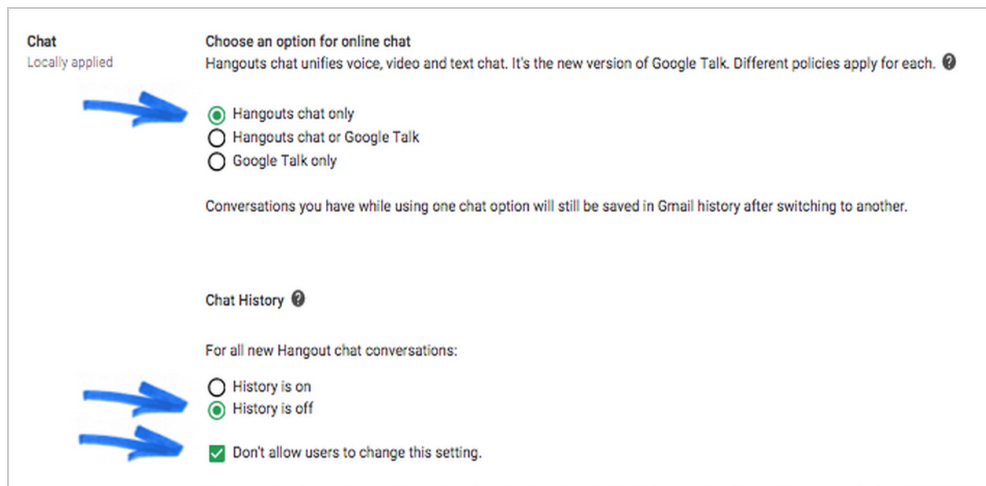 Chat
Locally applied
Choose an option for online chat
Hangouts chat unifies voice, video and text chat. It's the new version of Google Talk. Different policies apply for each. ?
Hangouts chat only
Hangouts chat or Google Talk
Google Talk only
Conversations you have while using one chat option will still be saved in Gmail history after switching to another.
Chat History ?
For all new Hangout chat conversations:
History is on
History is off
Don't allow users to change this setting.